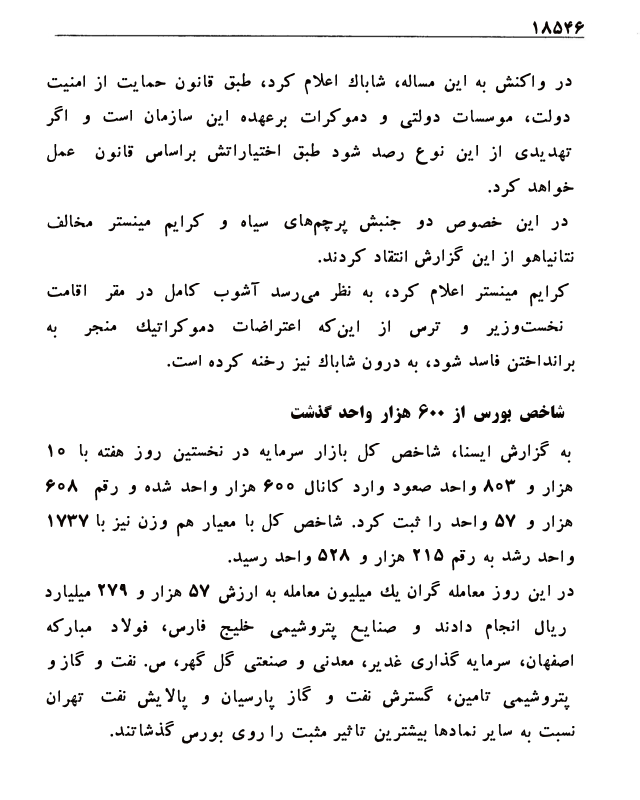 ۱۸۵۴۶
در واکنش به این مساله، شاباك اعلام کرد، طبق قانون حمایت از امنیت
دولت، موسسات دولتی و دموکرات برعهده این سازمان است و اگر
تهدیدی از این نوع رصد شود طبق اختیاراتش براساس قانون عمل
خواهد کرد.
در این خصوص دو جنبش پرچم‌های سیاه و کرایم مینستر مخالف
نتانیاهو از این گزارش انتقاد کردند.
کرایم مینستر اعلام کرد، به نظر می‌رسد آشوب کامل در مقر اقامت
نخست‌وزیر و ترس از این‌که اعتراضات دموکراتیك منجر به
برانداختن فاسد شود، به درون شاباك نیز رخنه کرده است.
شاخص بورس از ۶۰۰ هزار واحد گذشت
به گزارش ایسنا، شاخص کل بازار سرمایه در نخستین روز هفته با ۱۰
هزار و ۸۰۳ واحد صعود وارد کانال ۶۰۰ هزار واحد شده و رقم ۶۰۸
هزار و ۵۷ واحد را ثبت کرد. شاخص کل با معیار هم وزن نیز با ۱۷۳۷
واحد رشد به رقم ۲۱۵ هزار و ۵۲۸ واحد رسید.
در این روز معامله گران یك میلیون معامله به ارزش ۵۷ هزار و ۲۷۹ میلیارد
ریال انجام دادند و صنایع پتروشیمی خلیج فارس، فولاد مبارکه
اصفهان، سرمایه گذاری غدیر، معدنی و صنعتی گل گهر، س. نفت و گاز و
پتروشیمی تامین، گسترش نفت و گاز پارسیان و پالایش نفت تهران
نسبت به سایر نمادها بیشترین تاثیر مثبت را روی بورس گذشاتند.